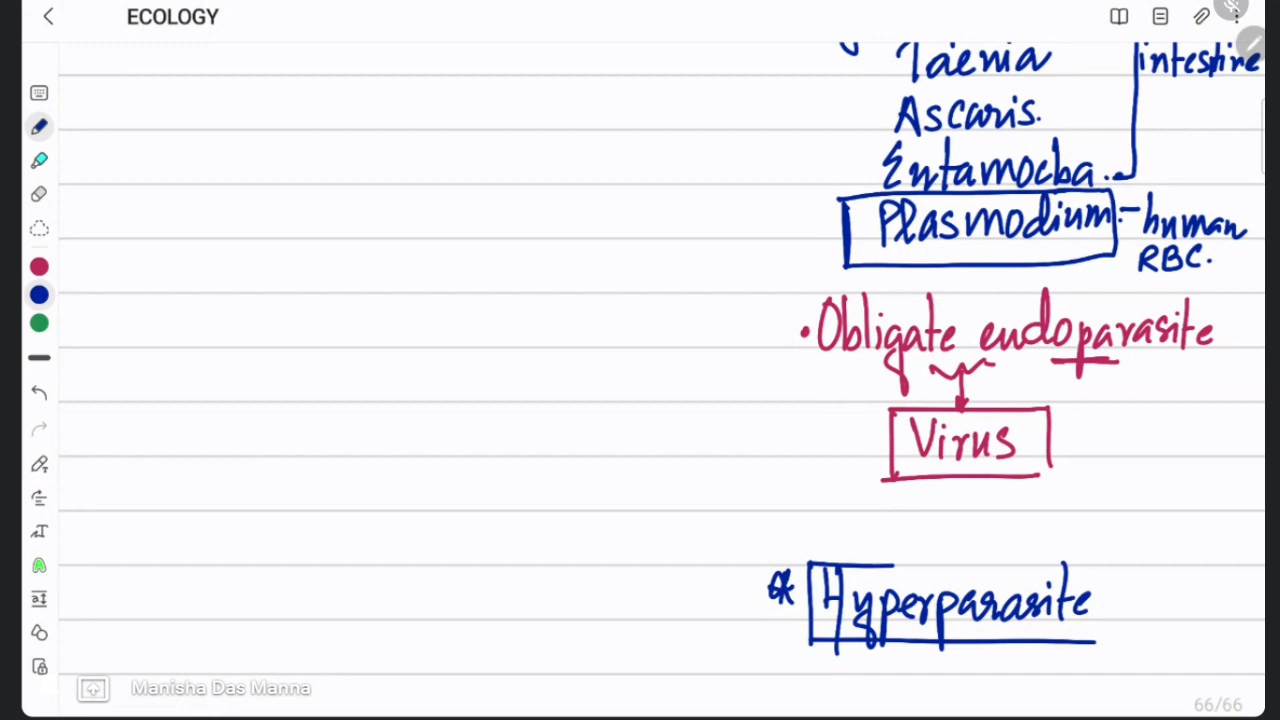 ECOLOGY
Taenia
intestine
Ascaris.
Entamoeba.
Plasmodium - human
RBC.
• Obligate endoparasite
Virus
* Hyperparasite
Manisha Das Manna
66/66